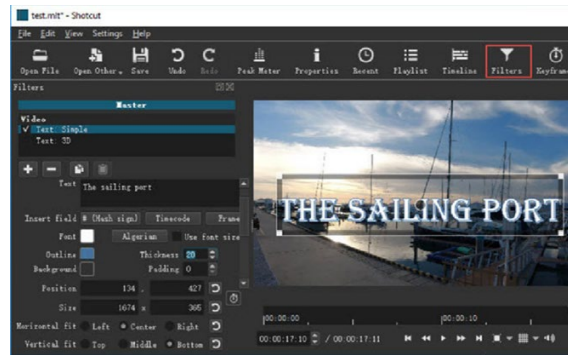 test.mlt* - Shotcut
File Edit View Settings Help
Open File Open Other Save Undo Redo Peak Meter Properties Recent Playlist Timeline Filters Keyframe
Filters
Master
Video
Text: Simple
Text: 3D
Text The sailing port
Insert field # (Hash sign) Timecode Frame
Font Algerian Use font size
Outline Thickness 20
Background Padding 0
Position 134 , 427
Size 1674 x 365
Horizontal fit Left Center Right
Vertical fit Top Middle Bottom
THE SAILING PORT
00:00:00 00:00:10
00:00:17:10 / 00:00:17:11